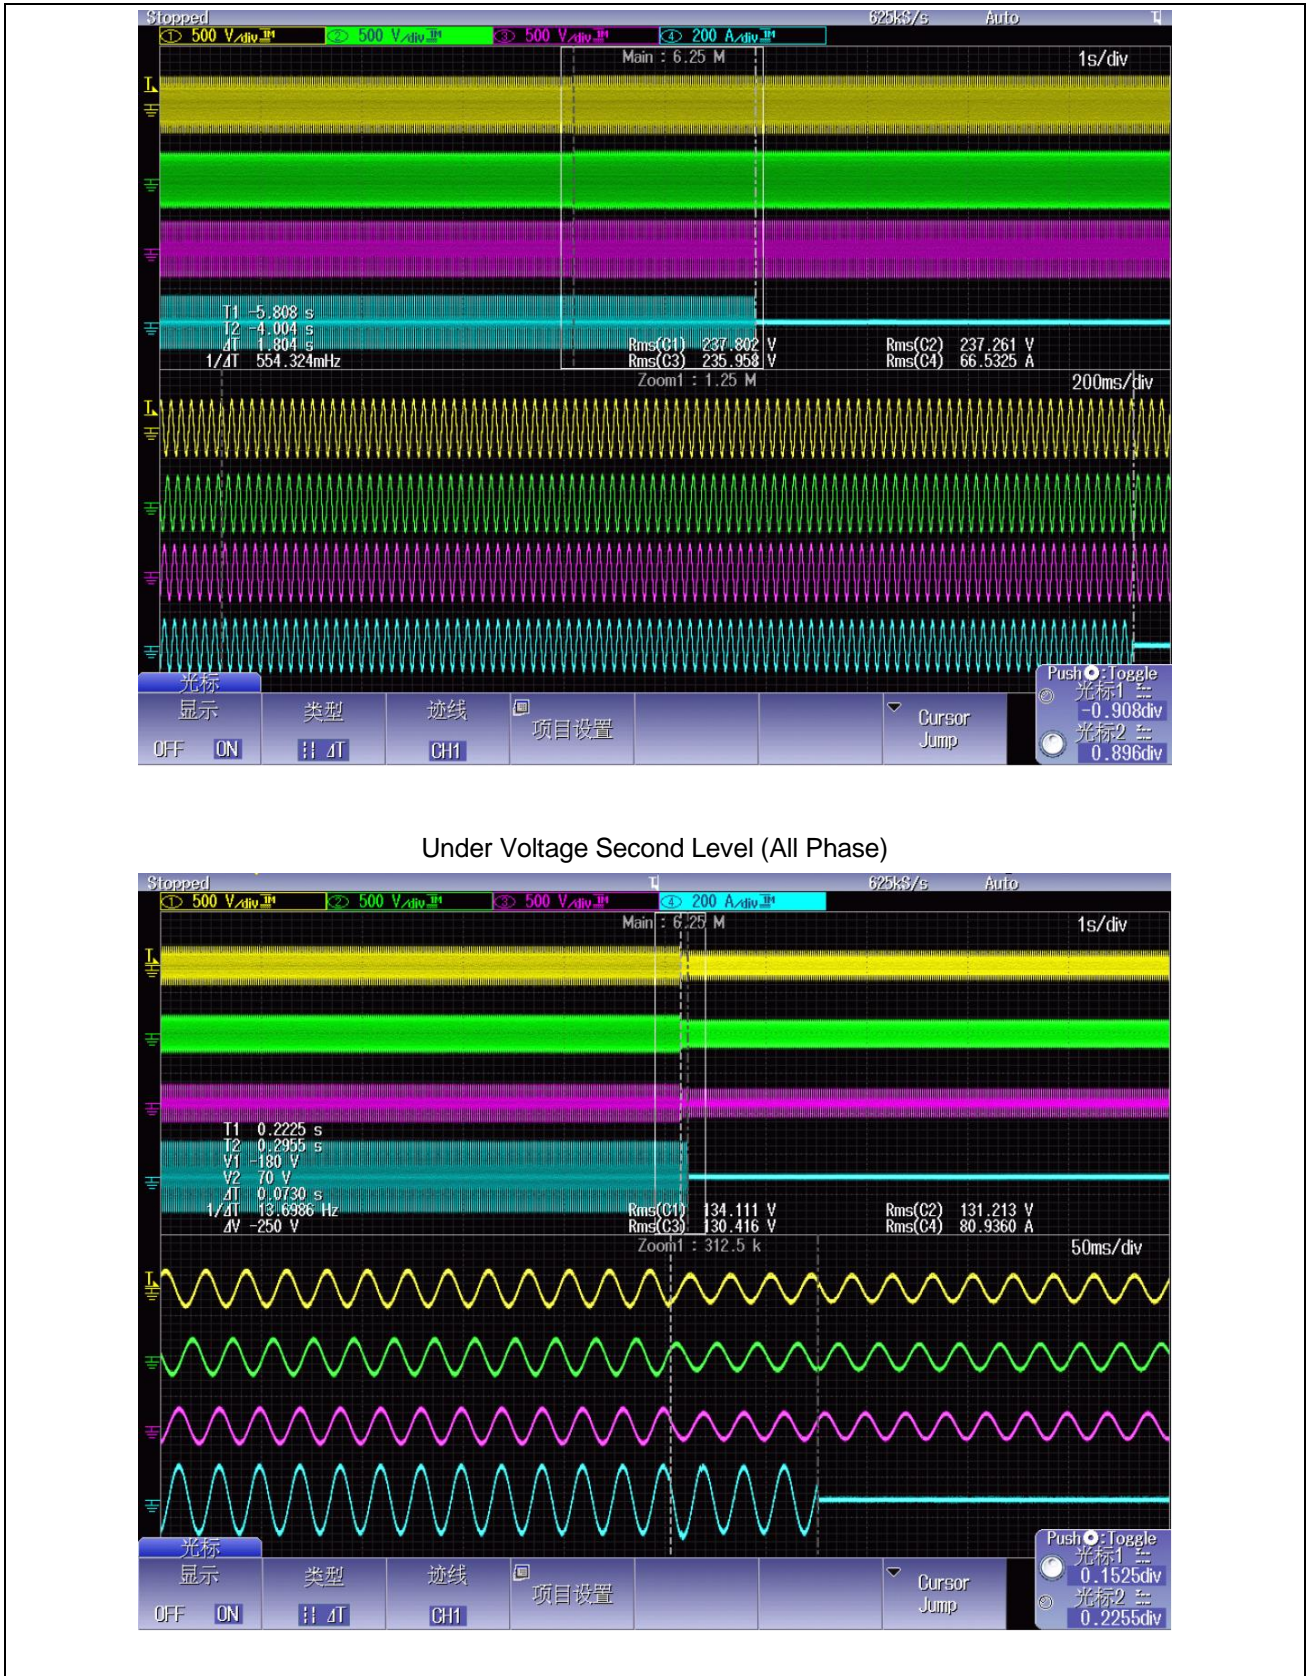 Stopped 625kS/s Auto
① 500 V/div ② 500 V/div ③ 500 V/div ④ 200 A/div
Main : 6.25 M 1s/div
T1 -5.808 s
T2 -4.004 s
ΔT 1.804 s
1/ΔT 554.324mHz
Rms(C1) 237.802 V Rms(C2) 237.261 V
Rms(C3) 235.958 V Rms(C4) 66.5325 A
Zoom1 : 1.25 M 200ms/div
光标
显示 类型 迹线 项目设置 Cursor Jump
OFF ON ΔT CH1
Push :Toggle
光标1
-0.908div
光标2
0.896div
Under Voltage Second Level (All Phase)
Stopped 625kS/s Auto
① 500 V/div ② 500 V/div ③ 500 V/div ④ 200 A/div
Main : 6.25 M 1s/div
T1 0.2225 s
T2 0.2955 s
V1 -180 V
V2 70 V
ΔT 0.0730 s
1/ΔT 13.6986 Hz
ΔV -250 V
Rms(C1) 134.111 V Rms(C2) 131.213 V
Rms(C3) 130.416 V Rms(C4) 80.9360 A
Zoom1 : 312.5 k 50ms/div
光标
显示 类型 迹线 项目设置 Cursor Jump
OFF ON ΔT CH1
Push :Toggle
光标1
0.1525div
光标2
0.2255div